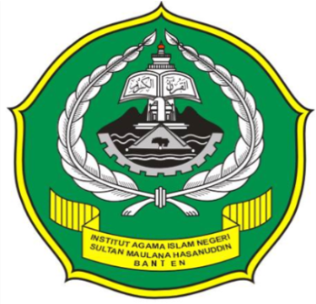 INSTITUT AGAMA ISLAM NEGERI
SULTAN MAULANA HASANUDDIN
BANTEN